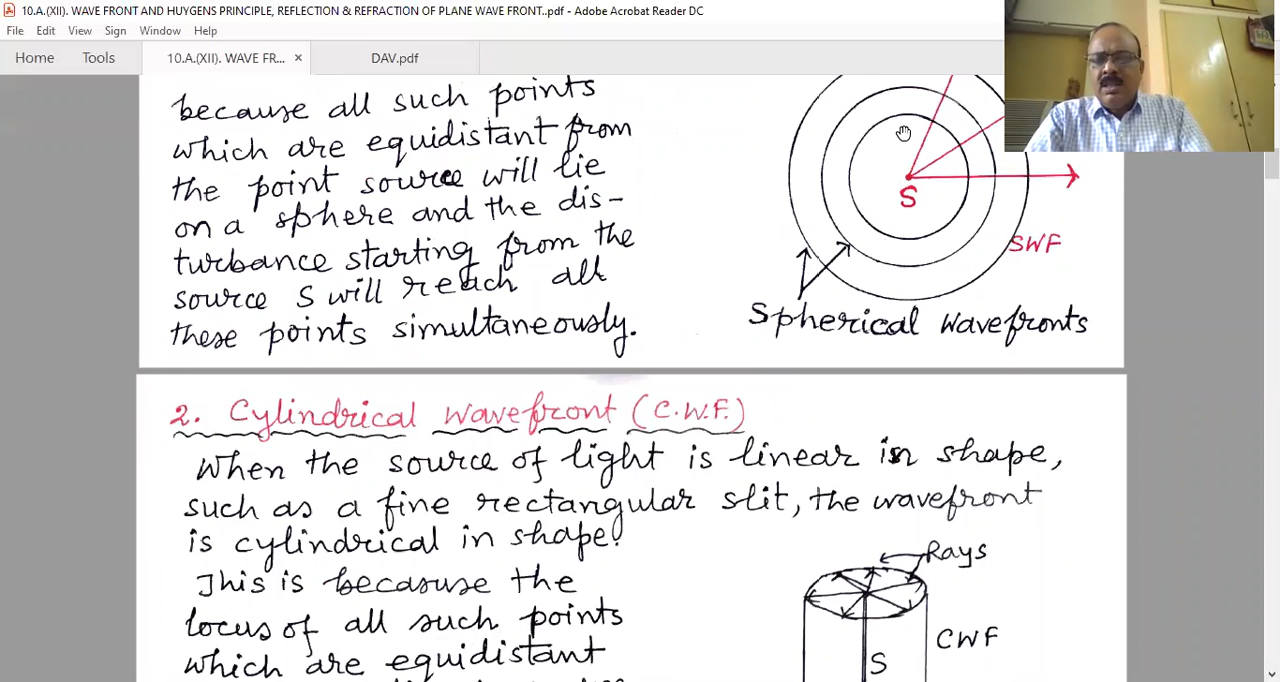 10.A.(XII). WAVE FRONT AND HUYGENS PRINCIPLE, REFLECTION & REFRACTION OF PLANE WAVE FRONT..pdf - Adobe Acrobat Reader DC
File Edit View Sign Window Help
Home Tools 10.A.(XII). WAVE FR... × DAV.pdf
because all such points
which are equidistant from
the point source will lie
on a sphere and the dis-
turbance starting from the
source S will reach all
these points simultaneously.
S
SWF
Spherical Wavefronts
2. Cylindrical Wavefront (C.W.F.)
When the source of light is linear in shape,
such as a fine rectangular slit, the wavefront
is cylindrical in shape.
This is becasuse the
locus of all such points
which are equidistant
Rays
CWF
S